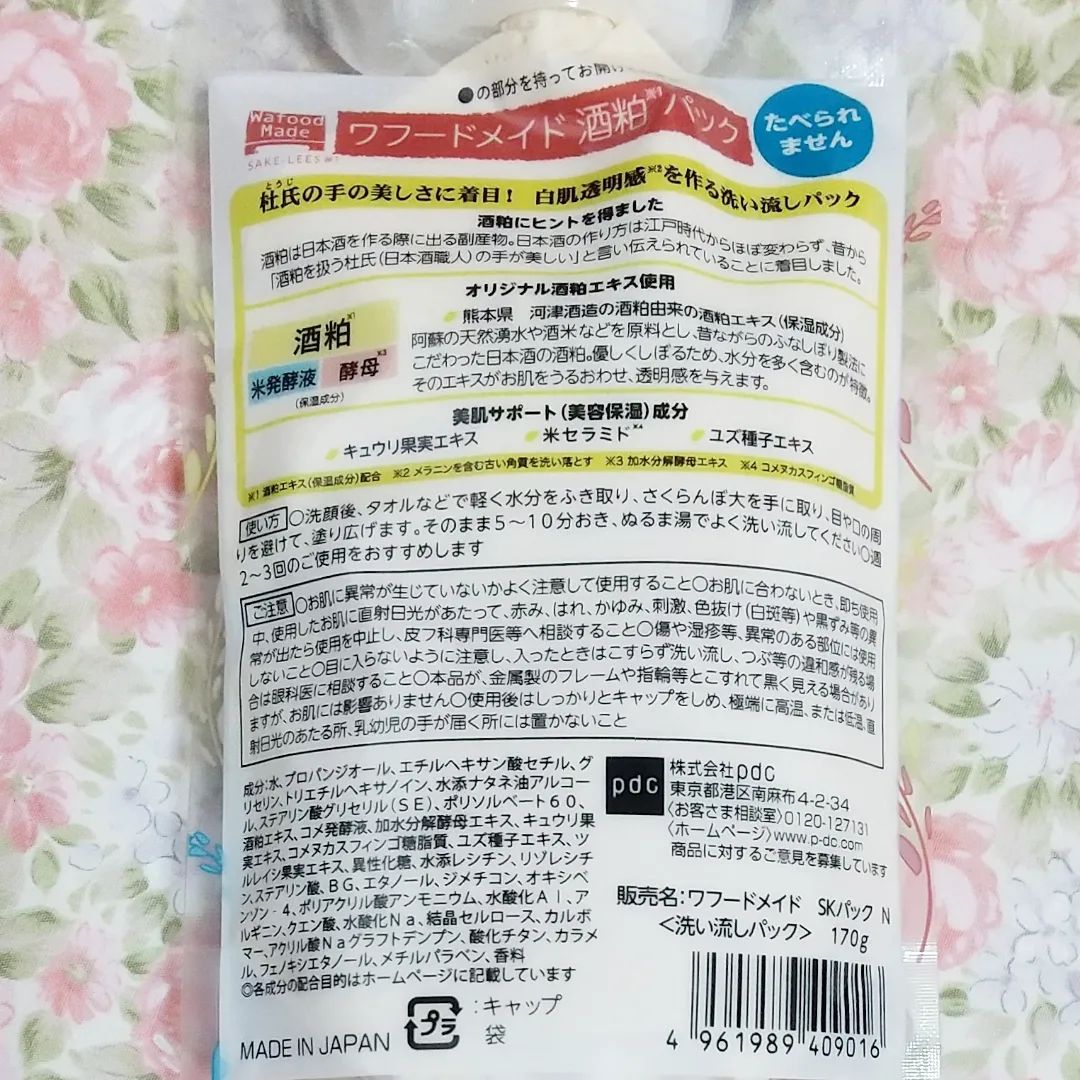 ●の部分を持ってお開け
Wafood
Made
SAKE-LEES
ワフードメイド 酒粕※1パック
たべられ
ません
とうじ
杜氏の手の美しさに着目！ 白肌透明感※2を作る洗い流しパック
酒粕にヒントを得ました
酒粕は日本酒を作る際に出る副産物。日本酒の作り方は江戸時代からほぼ変わらず、昔から
「酒粕を扱う杜氏(日本酒職人)の手が美しい」と言い伝えられていることに着目しました。
オリジナル酒粕エキス使用
酒粕※1
米発酵液 酵母※3
(保湿成分)
熊本県 河津酒造の酒粕由来の酒粕エキス(保湿成分)
阿蘇の天然湧水や酒米などを原料とし、昔ながらのふなしぼり製法に
こだわった日本酒の酒粕。優しくしぼるため、水分を多く含むのが特徴。
そのエキスがお肌をうるおわせ、透明感を与えます。
美肌サポート(美容保湿)成分
キュウリ果実エキス 米セラミド※4 ユズ種子エキス
※1 酒粕エキス(保湿成分)配合 ※2 メラニンを含む古い角質を洗い落とす ※3 加水分解酵母エキス ※4 コメヌカスフィンゴ糖脂質
使い方 ○洗顔後、タオルなどで軽く水分をふき取り、さくらんぼ大を手に取り、目や口の周
りを避けて、塗り広げます。そのまま5～10分おき、ぬるま湯でよく洗い流してください○週
2～3回のご使用をおすすめします
ご注意 ○お肌に異常が生じていないかよく注意して使用すること○お肌に合わないとき、即ち使用
中、使用したお肌に直射日光があたって、赤み、はれ、かゆみ、刺激、色抜け(白斑等)や黒ずみ等の異
常が出たら使用を中止し、皮フ科専門医等へ相談すること○傷や湿疹等、異常のある部位には使用
しないこと○目に入らないように注意し、入ったときはこすらず洗い流し、つぶ等の違和感が残る場
合は眼科医に相談すること○本品が、金属製のフレームや指輪等とこすれて黒く見える場合があり
ますが、お肌には影響ありません○使用後はしっかりとキャップをしめ、極端に高温、または低温、直
射日光のあたる所、乳幼児の手が届く所には置かないこと
成分:水、プロパンジオール、エチルヘキサン酸セチル、グ
リセリン、トリエチルヘキサノイン、水添ナタネ油アルコー
ル、ステアリン酸グリセリル(SE)、ポリソルベート60、
酒粕エキス、コメ発酵液、加水分解酵母エキス、キュウリ果
実エキス、コメヌカスフィンゴ糖脂質、ユズ種子エキス、ツ
ルレイシ果実エキス、異性化糖、水添レシチン、リゾレシチ
ン、ステアリン酸、BG、エタノール、ジメチコン、オキシベ
ンゾン-4、ポリアクリル酸アンモニウム、水酸化Al、ア
ルギニン、クエン酸、水酸化Na、結晶セルロース、カルボ
マー、アクリル酸Naグラフトデンプン、酸化チタン、カラメ
ル、フェノキシエタノール、メチルパラベン、香料
◎各成分の配合目的はホームページに記載しています
pdc
株式会社pdc
東京都港区南麻布4-2-34
〈お客さま相談室〉0120-127131
〈ホームページ〉www.p-dc.com
商品に対するご意見を募集しています
販売名:ワフードメイド SKパック N
<洗い流しパック> 170g
MADE IN JAPAN
プラ
:キャップ
袋
4 961989 409016